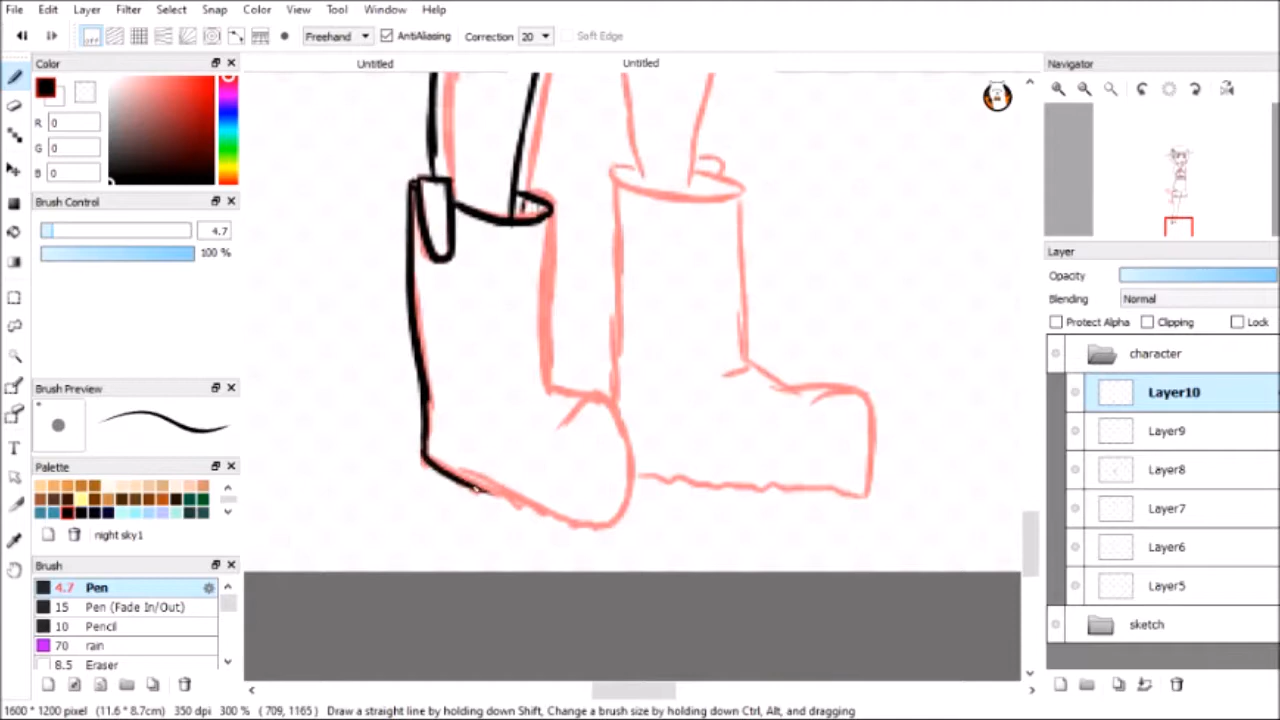 File Edit Layer Filter Select Snap Color View Tool Window Help
off Freehand AntiAliasing Correction 20 Soft Edge
Color
Untitled Untitled
Navigator
R 0
G 0
B 0
Brush Control
4.7
100 %
Layer
Opacity
Blending Normal
Protect Alpha Clipping Lock
character
Layer10
Layer9
Layer8
Layer7
Layer6
Layer5
sketch
Brush Preview
Palette
night sky1
Brush
4.7 Pen
15 Pen (Fade In/Out)
10 Pencil
70 rain
8.5 Eraser
1600 * 1200 pixel (11.6 * 8.7cm) 350 dpi 300 % ( 709, 1165 ) Draw a straight line by holding down Shift, Change a brush size by holding down Ctrl, Alt, and dragging